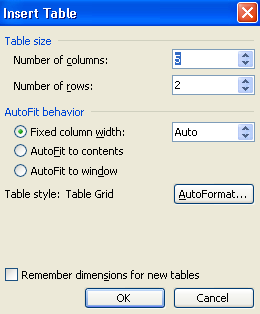 Insert Table
Table size
Number of columns: 5
Number of rows: 2
AutoFit behavior
Fixed column width: Auto
AutoFit to contents
AutoFit to window
Table style: Table Grid AutoFormat...
Remember dimensions for new tables
OK Cancel